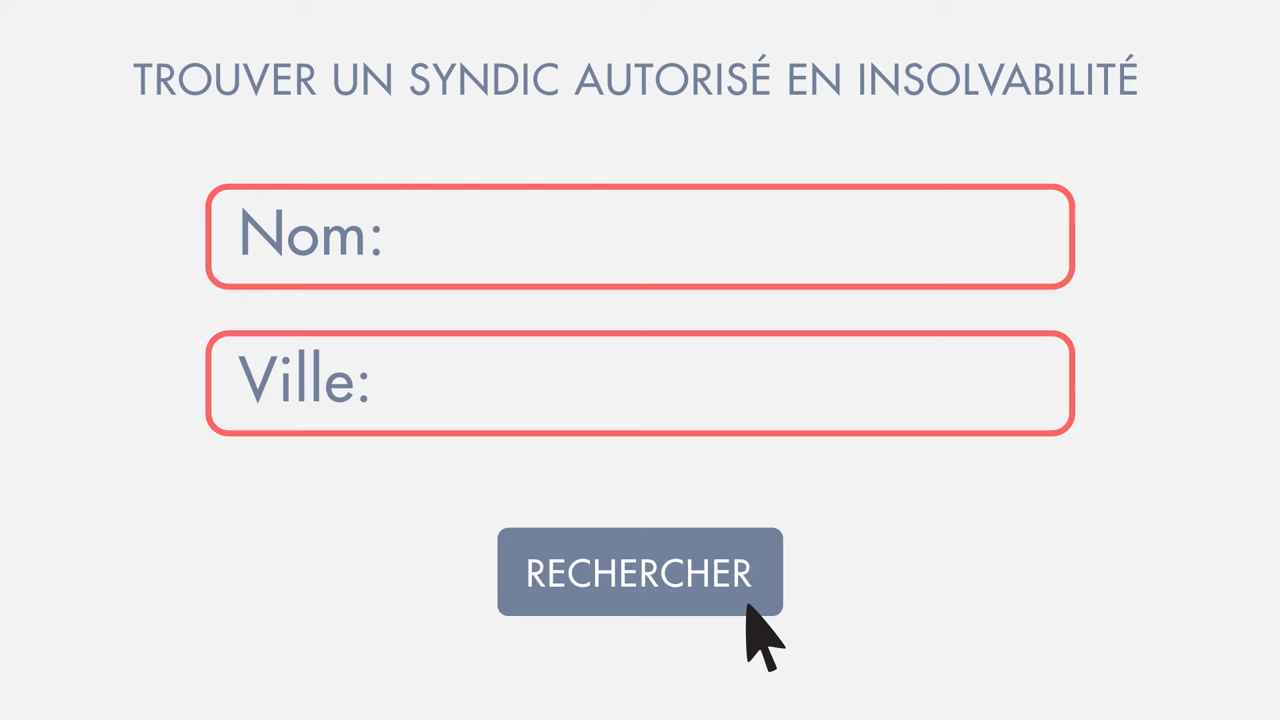 TROUVER UN SYNDIC AUTORISÉ EN INSOLVABILITÉ
Nom:
Ville:
RECHERCHER